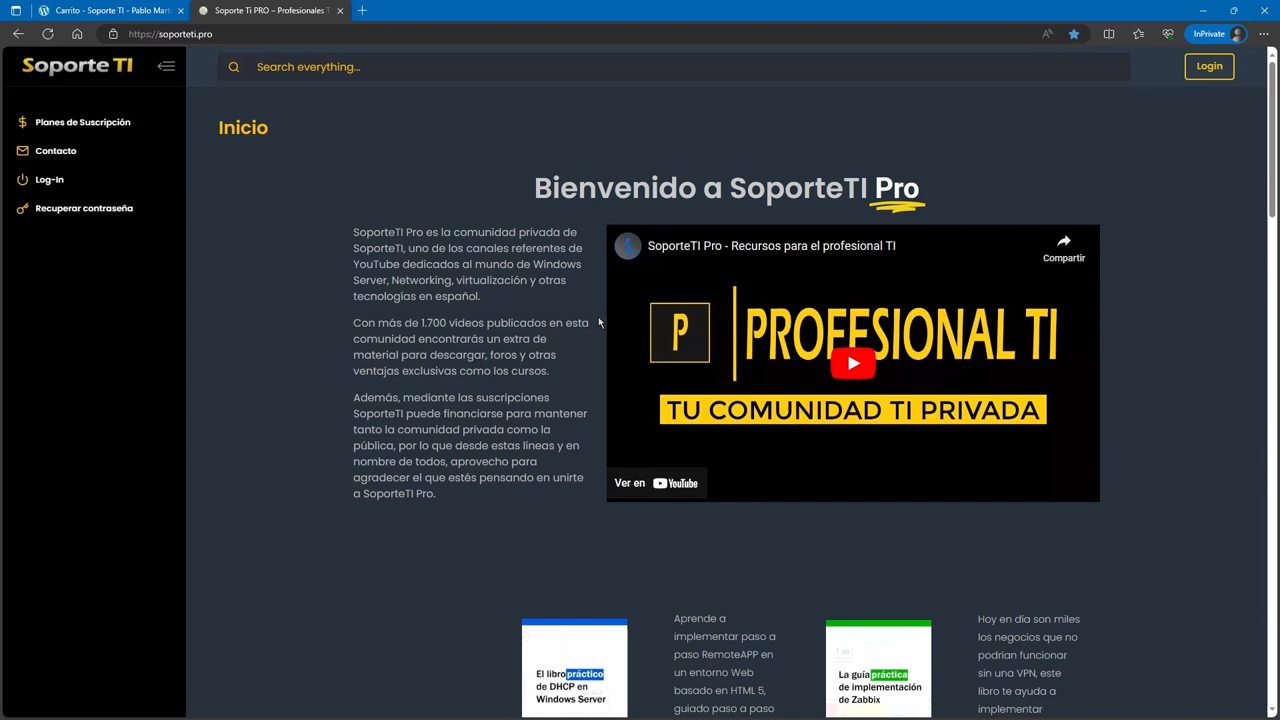 Carrito - Soporte TI - Pablo Mart
Soporte Ti PRO – Profesionales T
https://soporteti.pro
InPrivate
Soporte TI
Search everything...
Login
Planes de Suscripción
Contacto
Log-In
Recuperar contraseña
Inicio
Bienvenido a SoporteTI Pro
SoporteTI Pro es la comunidad privada de
SoporteTI, uno de los canales referentes de
YouTube dedicados al mundo de Windows
Server, Networking, virtualización y otras
tecnologías en español.
Con más de 1.700 vídeos publicados en esta
comunidad encontrarás un extra de
material para descargar, foros y otras
ventajas exclusivas como los cursos.
Además, mediante las suscripciones
SoporteTI puede financiarse para mantener
tanto la comunidad privada como la
pública, por lo que desde estas líneas y en
nombre de todos, aprovecho para
agradecer el que estés pensando en unirte
a SoporteTI Pro.
SoporteTI Pro - Recursos para el profesional TI
Compartir
P PROFESIONAL TI
TU COMUNIDAD TI PRIVADA
Ver en YouTube
El libro práctico
de DHCP en
Windows Server
Aprende a
implementar paso a
paso RemoteAPP en
un entorno Web
basado en HTML 5,
guiado paso a paso
La guía práctica
de implementación
de Zabbix
Hoy en día son miles
los negocios que no
podrían funcionar
sin una VPN, este
libro te ayuda a
implementar